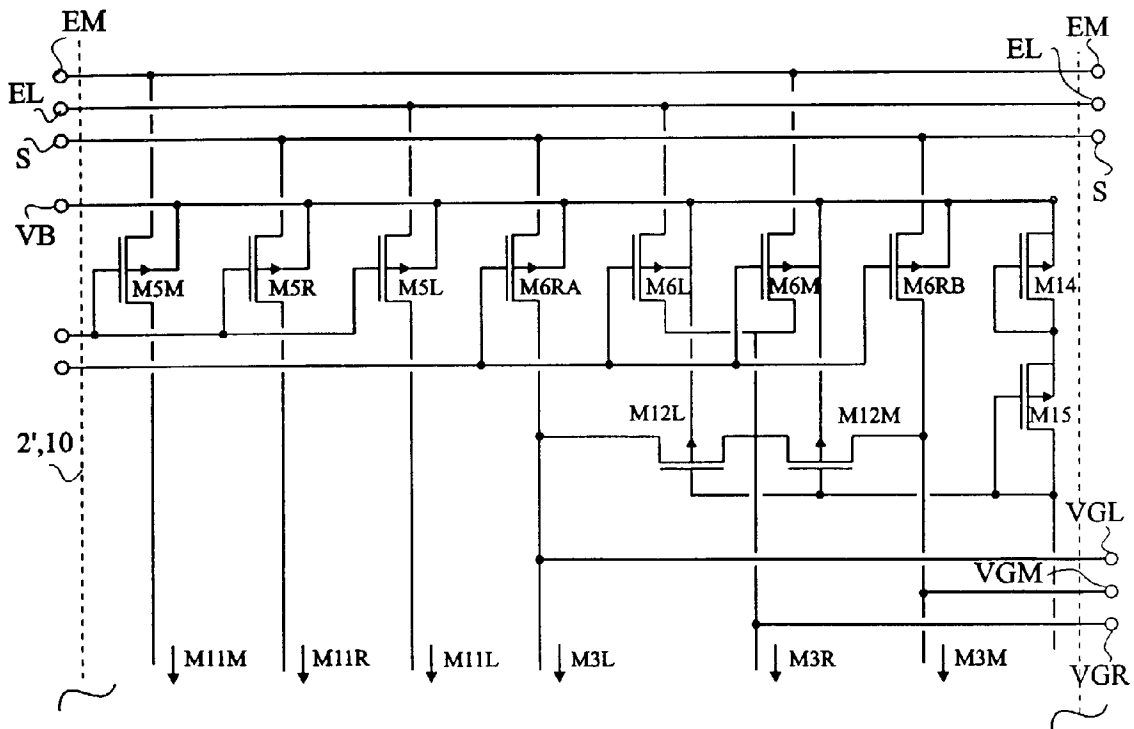 EM
EM
EL
EL
S
S
VB
M5M
M5R
M5L
M6RA
M6L
M6M
M6RB
M14
M12L
M12M
M15
2',10
VGL
VGM
M11M
M11R
M11L
M3L
M3R
M3M
VGR